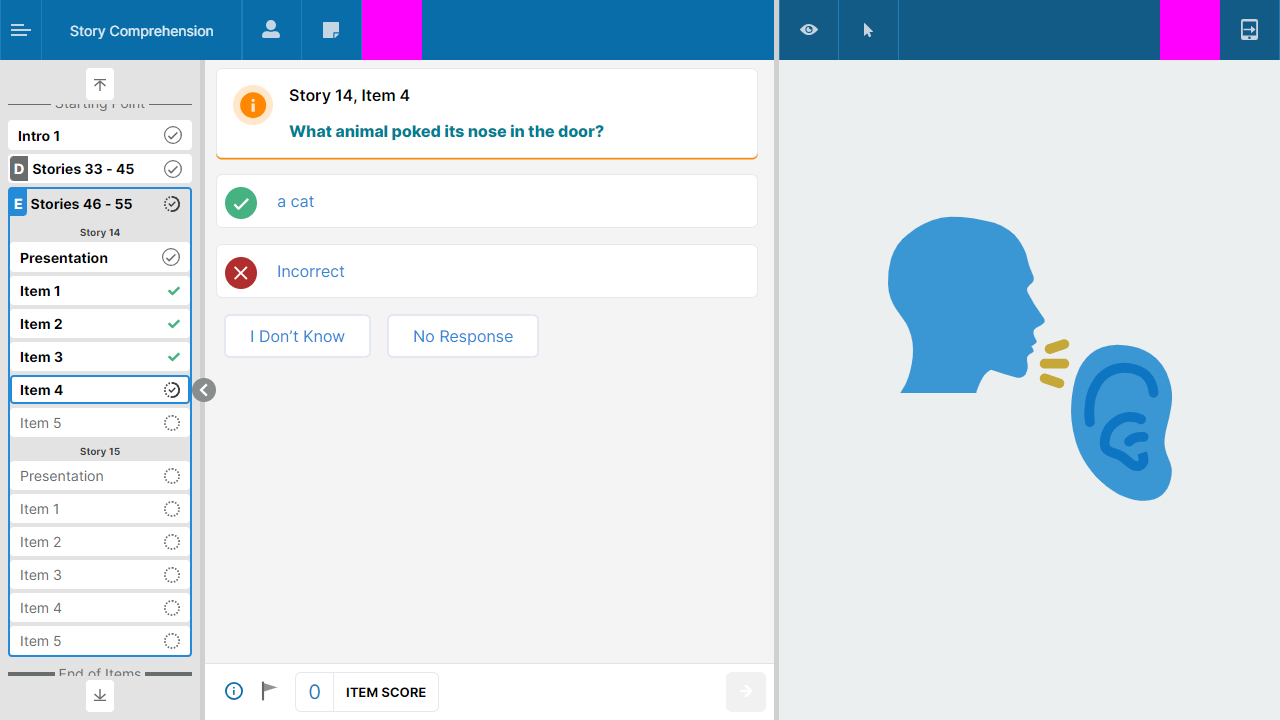 Story Comprehension
Starting Point
Intro 1
D Stories 33 - 45
E Stories 46 - 55
Story 14
Presentation
Item 1
Item 2
Item 3
Item 4
Item 5
Story 15
Presentation
Item 1
Item 2
Item 3
Item 4
Item 5
End of Items
Story 14, Item 4
What animal poked its nose in the door?
a cat
Incorrect
I Don’t Know
No Response
0 ITEM SCORE